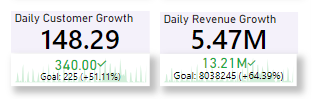 Daily Customer Growth
148.29
340.00✓
Goal: 225 (+51.11%)
Daily Revenue Growth
5.47M
13.21M✓
Goal: 8038245 (+64.39%)